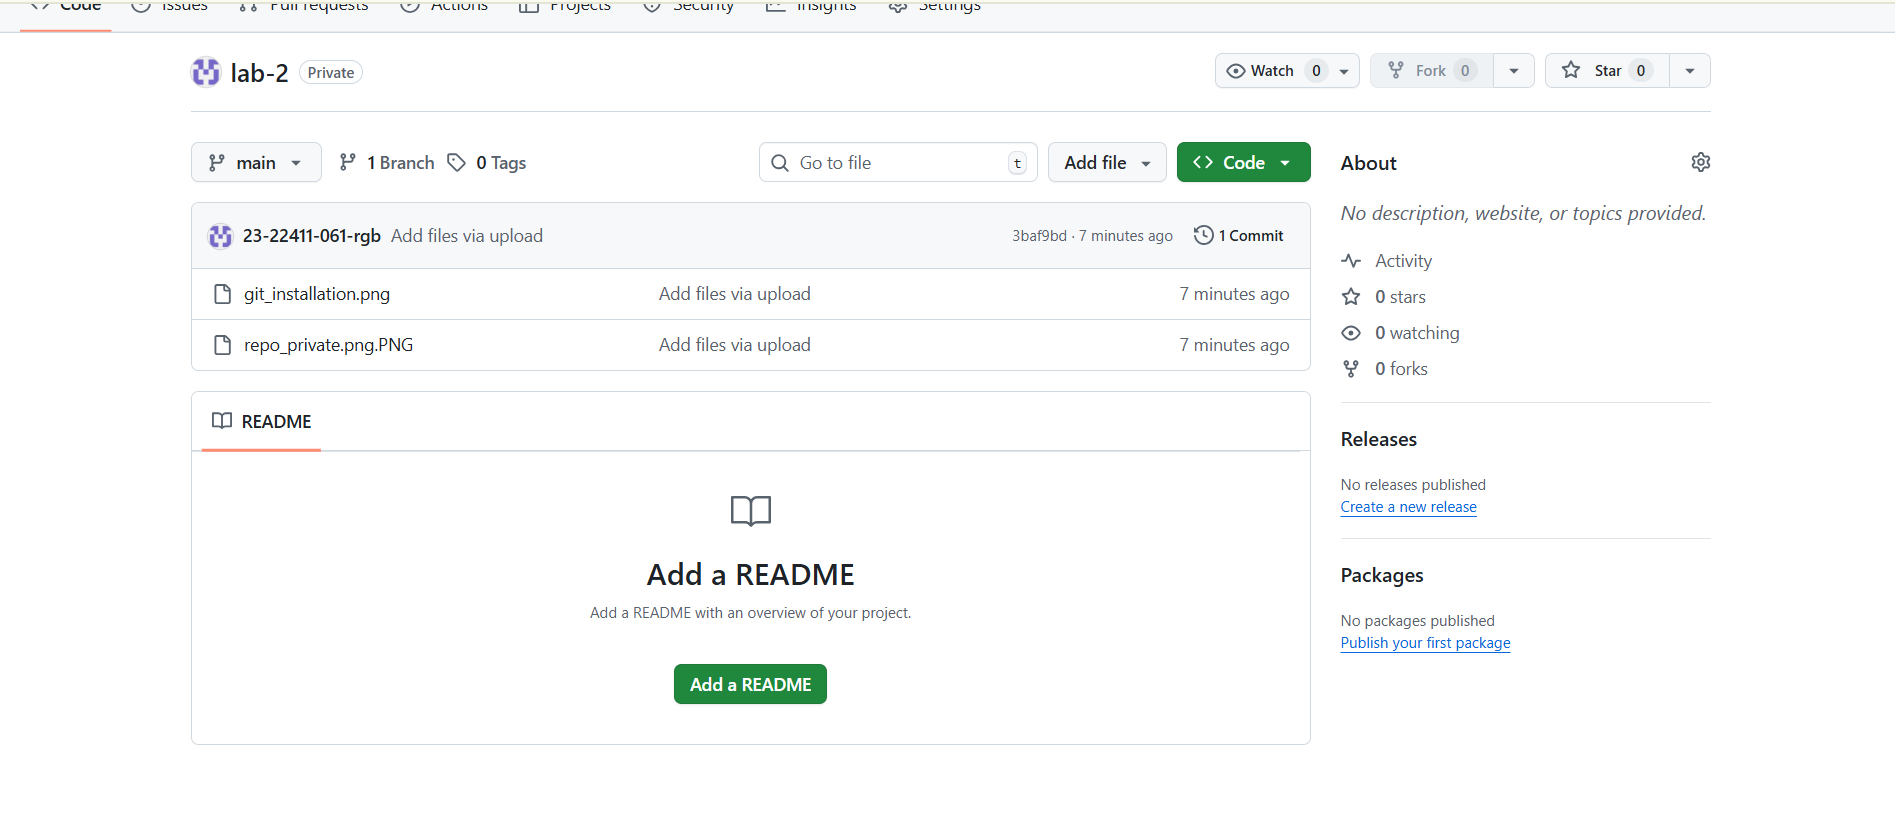 Code Issues Pull requests Actions Projects Security Insights Settings
lab-2 Private Watch 0 Fork 0 Star 0
main 1 Branch 0 Tags Go to file t Add file Code
23-22411-061-rgb Add files via upload 3baf9bd · 7 minutes ago 1 Commit
git_installation.png Add files via upload 7 minutes ago
repo_private.png.PNG Add files via upload 7 minutes ago
README
Add a README
Add a README with an overview of your project.
Add a README
About
No description, website, or topics provided.
Activity
0 stars
0 watching
0 forks
Releases
No releases published
Create a new release
Packages
No packages published
Publish your first package